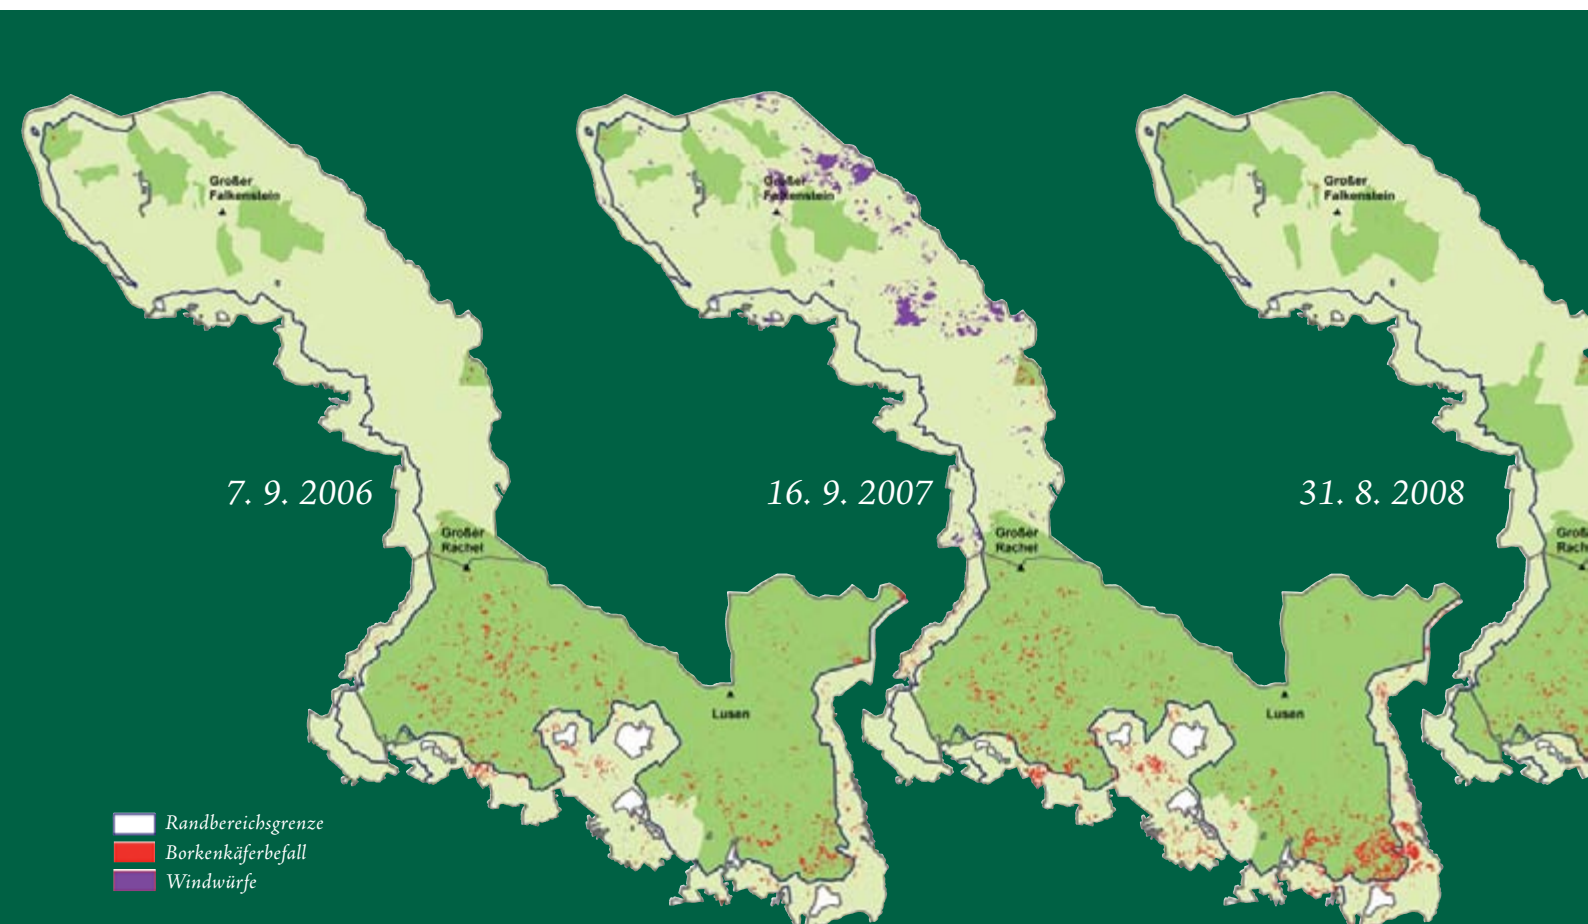 Großer
Falkenstein
Großer
Falkenstein
Großer
Falkenstein
7. 9. 2006
16. 9. 2007
31. 8. 2008
Großer
Rachel
Großer
Rachel
Lusen
Lusen
Randbereichsgrenze
Borkenkäferbefall
Windwürfe